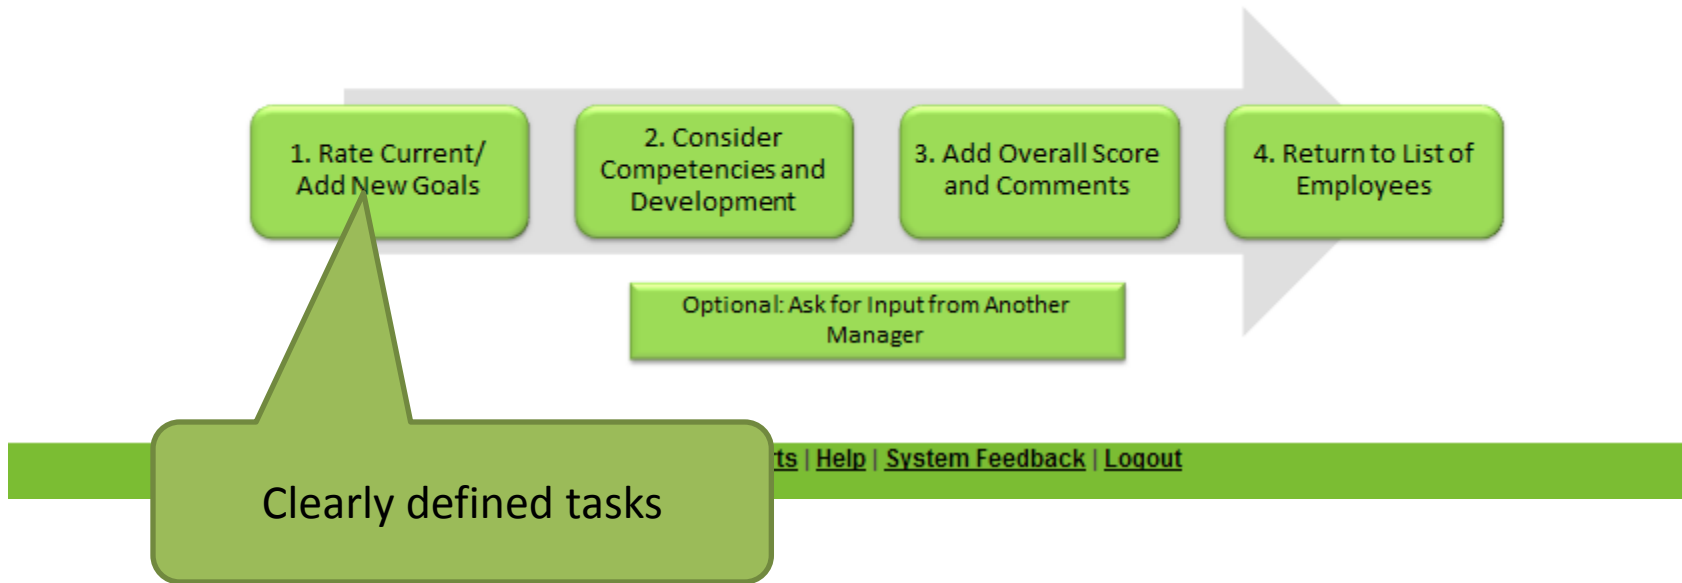 1. Rate Current/
Add New Goals
2. Consider
Competencies and
Development
3. Add Overall Score
and Comments
4. Return to List of
Employees
Optional: Ask for Input from Another
Manager
| Help | System Feedback | Logout
Clearly defined tasks